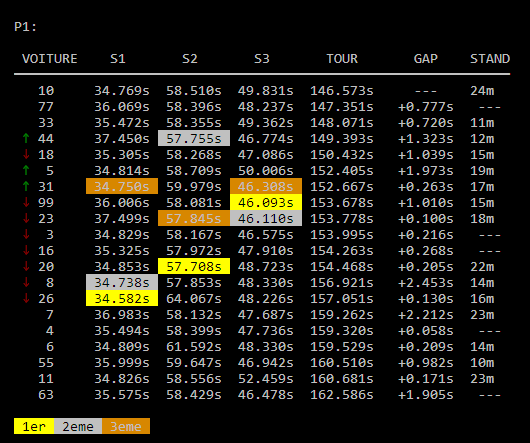 P1:
VOITURE S1 S2 S3 TOUR GAP STAND
10 34.769s 58.510s 49.831s 146.573s --- 24m
77 36.069s 58.396s 48.237s 147.351s +0.777s ---
33 35.472s 58.355s 49.362s 148.071s +0.720s 11m
↑ 44 37.450s 57.755s 46.774s 149.393s +1.323s 12m
↓ 18 35.305s 58.268s 47.086s 150.432s +1.039s 15m
↑ 5 34.814s 58.709s 50.006s 152.405s +1.973s 19m
↑ 31 34.750s 59.979s 46.308s 152.667s +0.263s 17m
↓ 99 36.006s 58.081s 46.093s 153.678s +1.010s 15m
↓ 23 37.499s 57.845s 46.110s 153.778s +0.100s 18m
↓ 3 34.829s 58.167s 46.575s 153.995s +0.216s ---
↓ 16 35.325s 57.972s 47.910s 154.263s +0.268s ---
↓ 20 34.853s 57.708s 48.723s 154.468s +0.205s 22m
↓ 8 34.738s 57.853s 48.330s 156.921s +2.453s 14m
↓ 26 34.582s 64.067s 48.226s 157.051s +0.130s 16m
7 36.983s 58.132s 47.687s 159.262s +2.212s 23m
4 35.494s 58.399s 47.736s 159.320s +0.058s ---
6 34.809s 61.592s 48.330s 159.529s +0.209s 14m
55 35.999s 59.647s 46.942s 160.510s +0.982s 10m
11 34.826s 58.556s 52.459s 160.681s +0.171s 23m
63 35.575s 58.429s 46.478s 162.586s +1.905s ---
1er 2eme 3eme